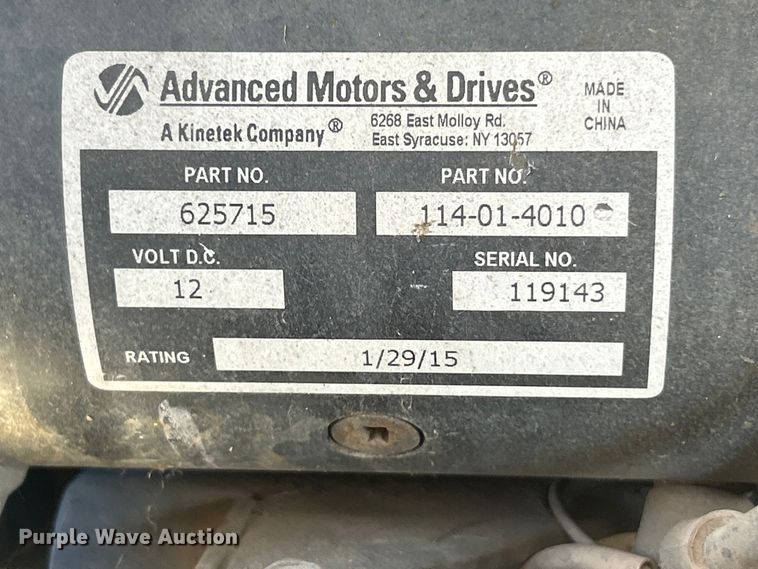 Advanced Motors & Drives®
A Kinetek Company®
6268 East Molloy Rd.
East Syracuse: NY 13057
MADE
IN
CHINA
PART NO.
625715
PART NO.
114-01-4010
VOLT D.C.
12
SERIAL NO.
119143
RATING 1/29/15
Purple Wave Auction